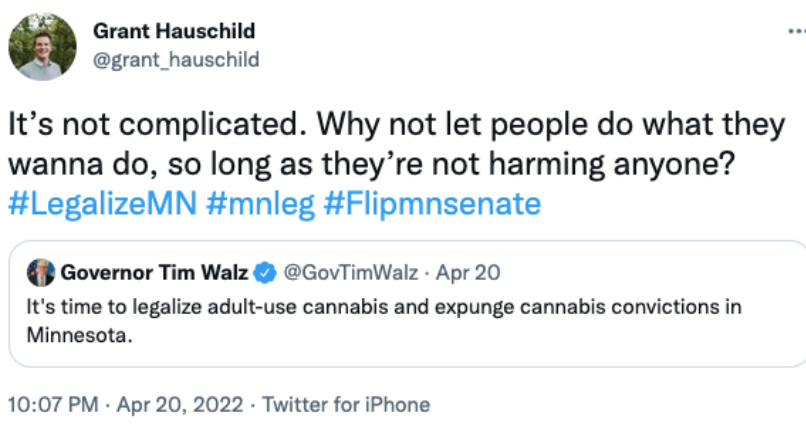 Grant Hauschild
@grant_hauschild
It's not complicated. Why not let people do what they
wanna do, so long as they're not harming anyone?
#LegalizeMN #mnleg #Flipmnsenate
Governor Tim Walz @GovTimWalz · Apr 20
It's time to legalize adult-use cannabis and expunge cannabis convictions in
Minnesota.
10:07 PM · Apr 20, 2022 · Twitter for iPhone